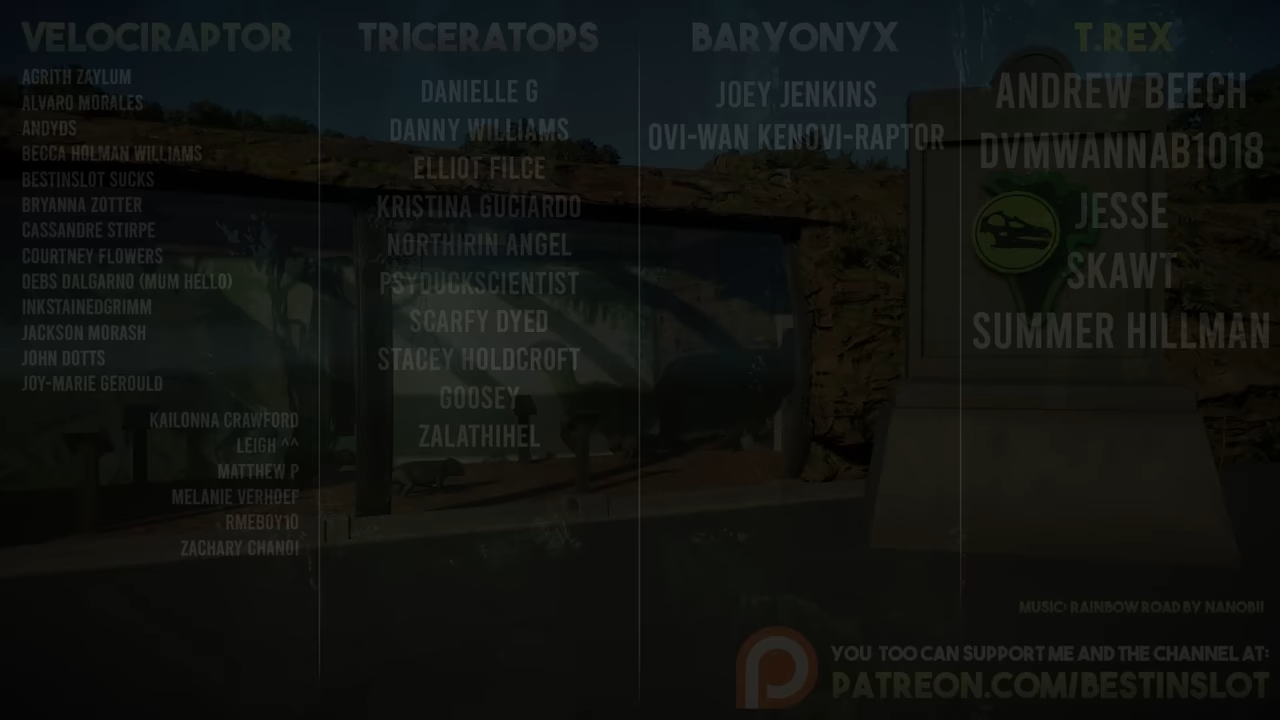 VELOCIRAPTOR
AGRITH ZAYLUM
ALVARO MORALES
ANDYDS
BECCA HOLMAN WILLIAMS
BESTINSLOT SUCKS
BRYANNA ZOTTER
CASSANDRE STIRPE
COURTNEY FLOWERS
DEBS DALGARNO (MUM HELLO)
INKSTAINEDGRIMM
JACKSON MORASH
JOHN DOTTS
JOY-MARIE GEROULD
KAILONNA CRAWFORD
LEIGH ^^
MATTHEW P
MELANIE VERHOEF
RMEBOY10
ZACHARY CHANOI
TRICERATOPS
DANIELLE G
DANNY WILLIAMS
ELLIOT FILCE
KRISTINA GUCIARDO
NORTHIRIN ANGEL
PSYDUCKSCIENTIST
SCARFY DYED
STACEY HOLDCROFT
GOOSEY
ZALATHIHEL
BARYONYX
JOEY JENKINS
OVI-WAN KENOVI-RAPTOR
T.REX
ANDREW BEECH
DVMWANNAB1018
JESSE
SKAWT
SUMMER HILLMAN
MUSIC: RAINBOW ROAD BY NANOBII
YOU TOO CAN SUPPORT ME AND THE CHANNEL AT:
PATREON.COM/BESTINSLOT